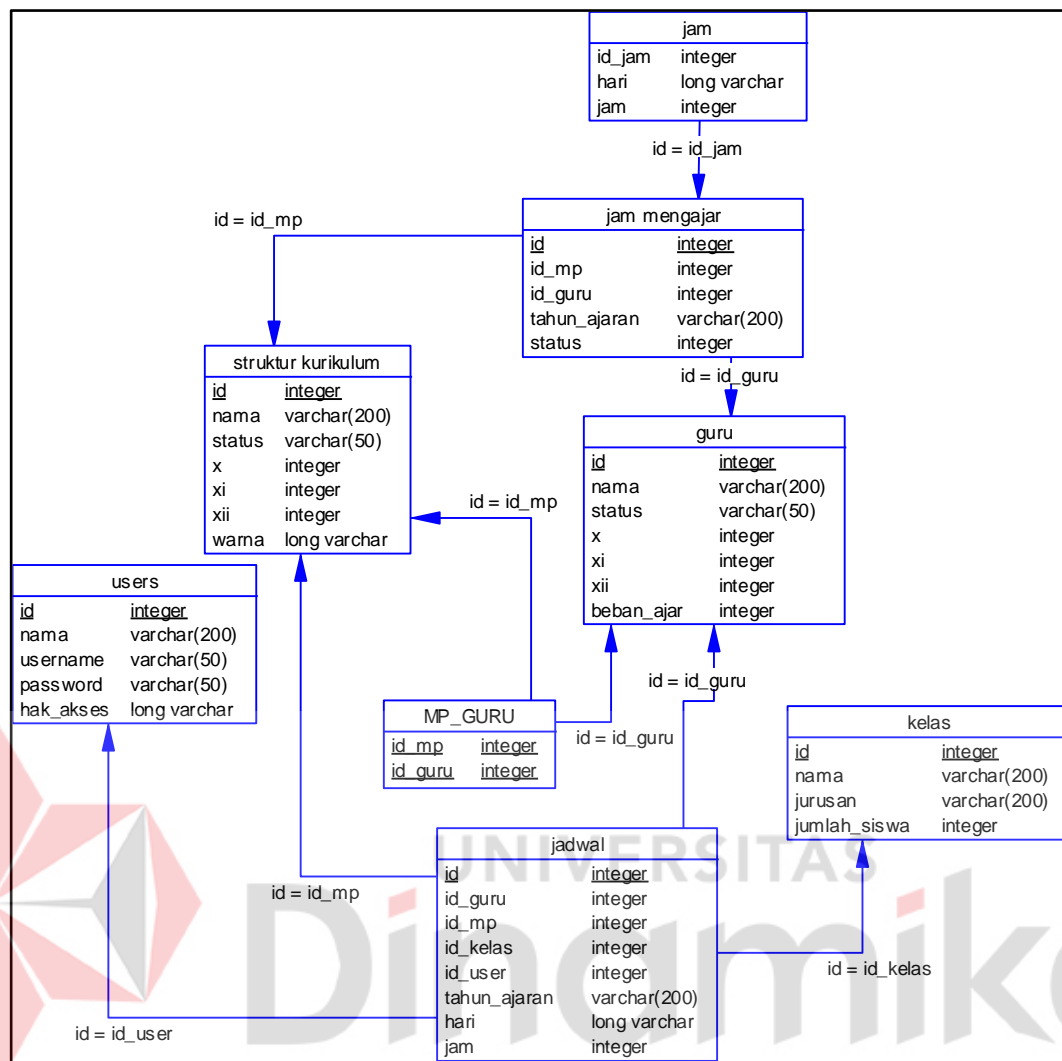 jam
id_jam integer
hari long varchar
jam integer
id = id_jam
jam mengajar
id integer
id_mp integer
id_guru integer
tahun_ajaran varchar(200)
status integer
id = id_mp
id = id_guru
struktur kurikulum
id integer
nama varchar(200)
status varchar(50)
x integer
xi integer
xii integer
warna long varchar
guru
id integer
nama varchar(200)
status varchar(50)
x integer
xi integer
xii integer
beban_ajar integer
id = id_mp
users
id integer
nama varchar(200)
username varchar(50)
password varchar(50)
hak_akses long varchar
id = id_guru
MP_GURU
id_mp integer
id_guru integer
id = id_guru
kelas
id integer
nama varchar(200)
jurusan varchar(200)
jumlah_siswa integer
jadwal
id integer
id_guru integer
id_mp integer
id_kelas integer
id_user integer
tahun_ajaran varchar(200)
hari long varchar
jam integer
id = id_mp
id = id_kelas
id = id_user
UNIVERSITAS
Dinamika